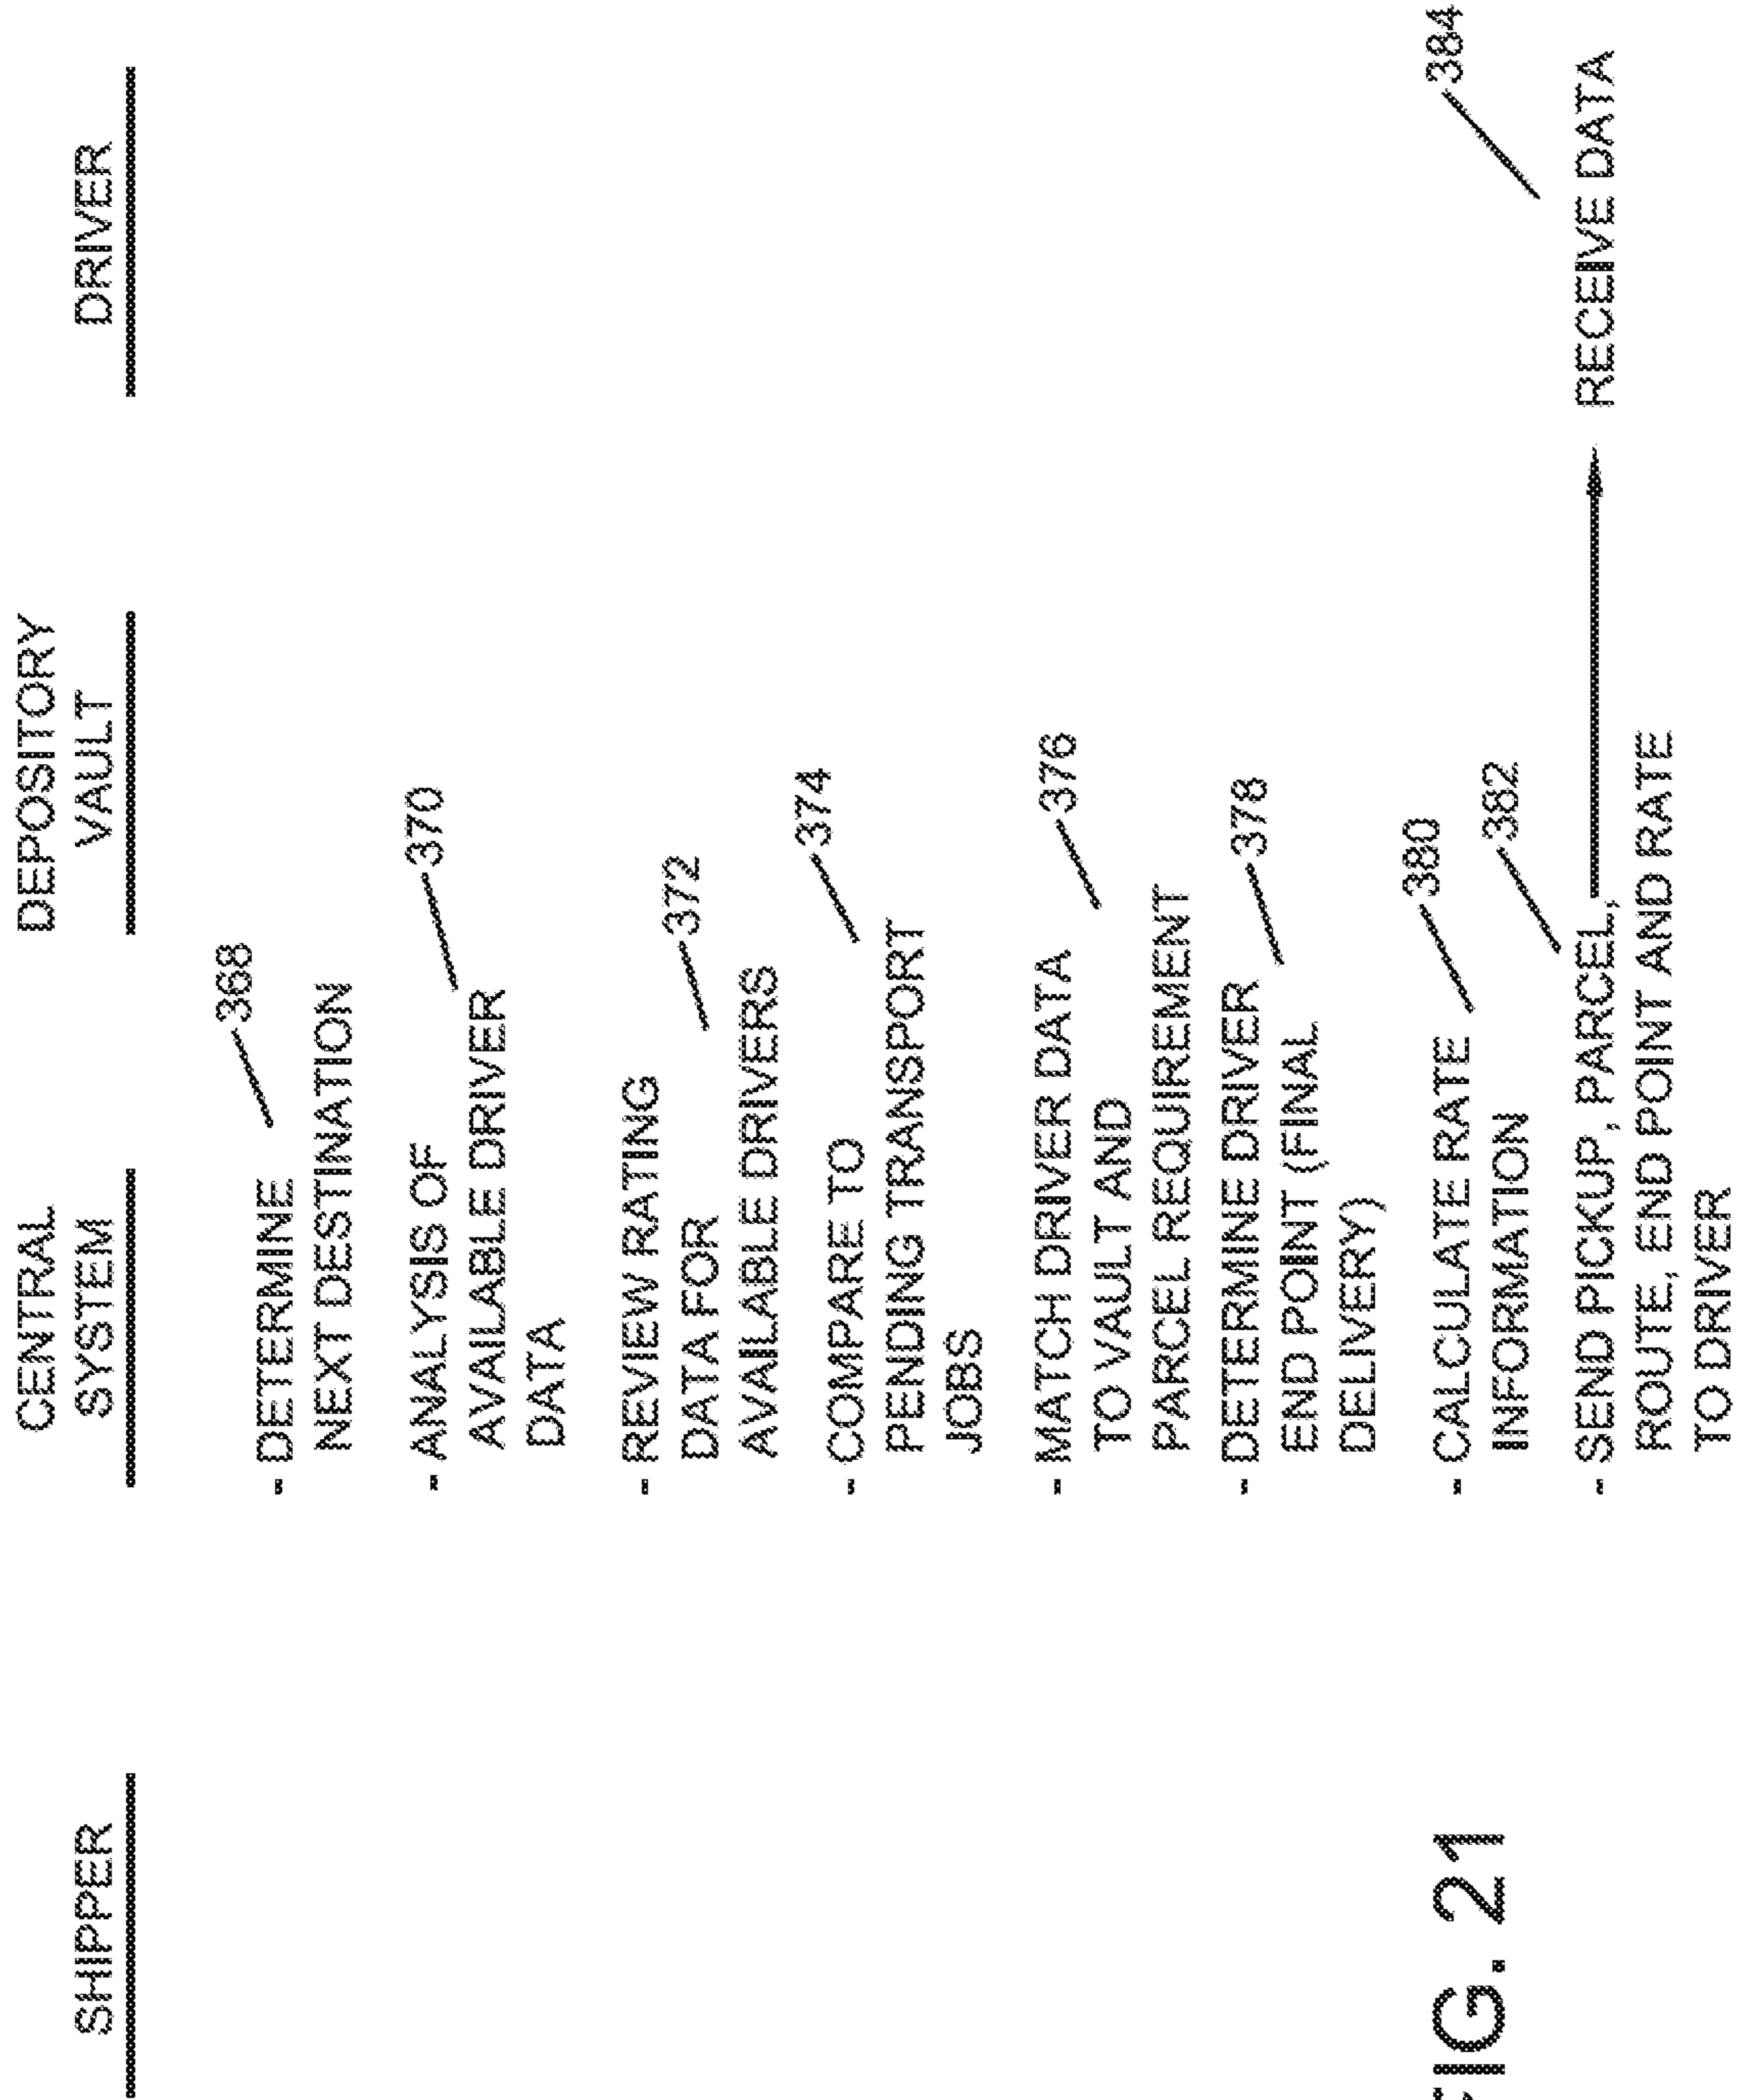 SHIPPER
CENTRAL
SYSTEM
DEPOSITORY
VAULT
DRIVER
368
- DETERMINE
NEXT DESTINATION
370
- ANALYSIS OF
AVAILABLE DRIVER
DATA
372
- REVIEW RATING
DATA FOR
AVAILABLE DRIVERS
374
- COMPARE TO
PENDING TRANSPORT
JOBS
376
- MATCH DRIVER DATA
TO VAULT AND
PARCEL REQUIREMENT
378
- DETERMINE DRIVER
END POINT (FINAL
DELIVERY)
380
- CALCULATE RATE
INFORMATION
382
- SEND PICKUP, PARCEL,
ROUTE, END POINT AND RATE
TO DRIVER
384
RECEIVE DATA
FIG. 21